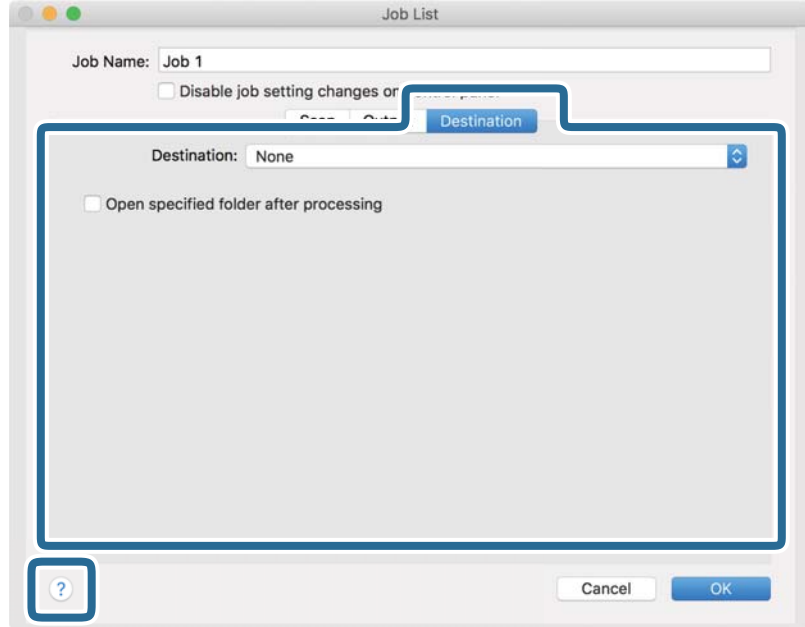 Job List
Job Name: Job 1
Disable job setting changes on
Destination
Destination: None
Open specified folder after processing
?
Cancel OK